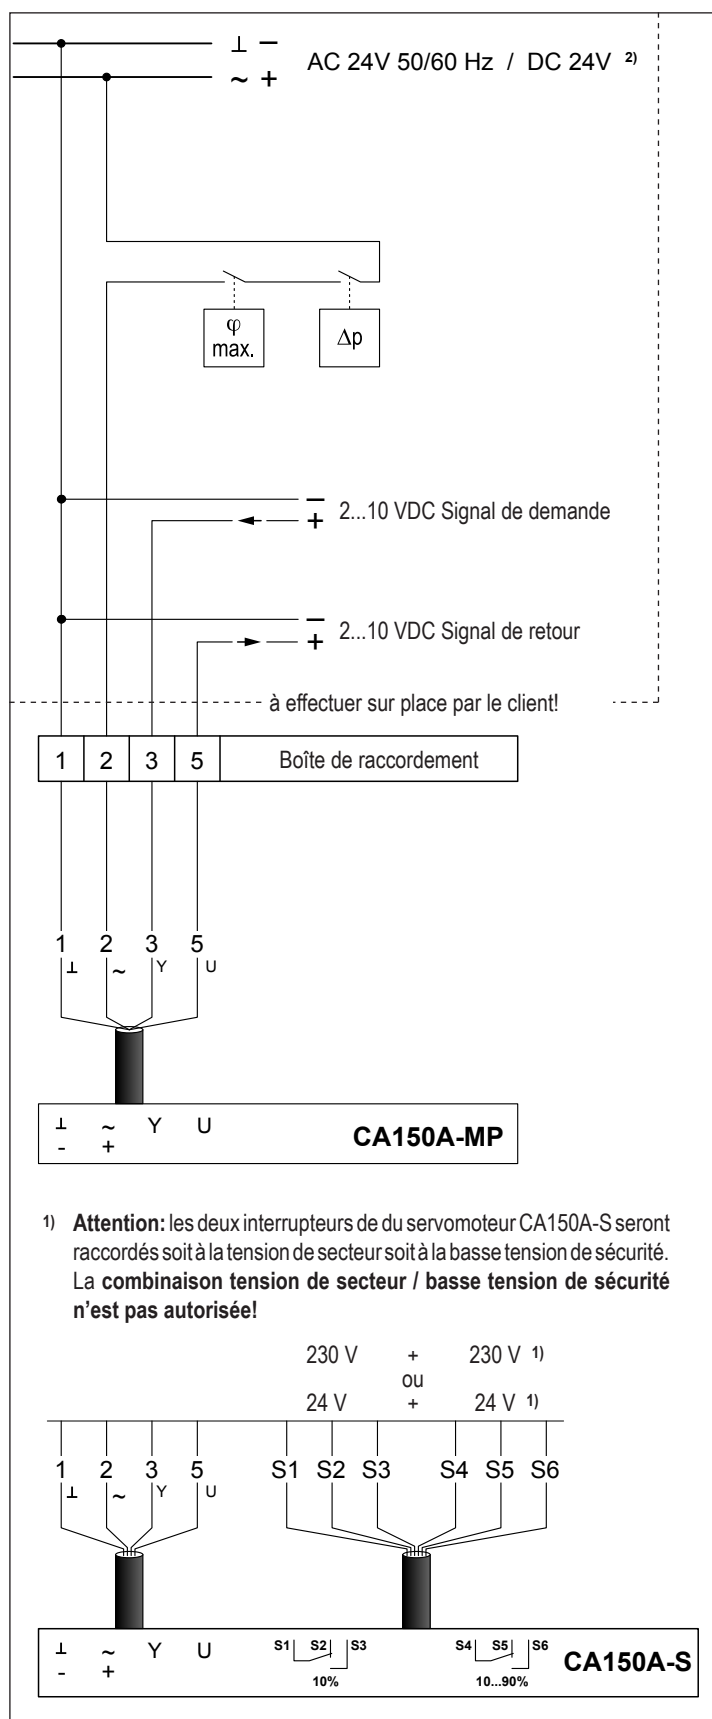 ⊥ −
AC 24V 50/60 Hz / DC 24V 2)
~ +
φ
max.
Δp
−
2...10 VDC Signal de demande
+
−
2...10 VDC Signal de retour
+
à effectuer sur place par le client!
1 2 3 5 Boîte de raccordement
1 2 3 5
⊥ ~ Y U
⊥ ~ Y U
- +
CA150A-MP
1) Attention: les deux interrupteurs de du servomoteur CA150A-S seront
raccordés soit à la tension de secteur soit à la basse tension de sécurité.
La combinaison tension de secteur / basse tension de sécurité
n'est pas autorisée!
230 V + 230 V 1)
ou
24 V + 24 V 1)
1 2 3 5 S1 S2 S3 S4 S5 S6
⊥ ~ Y U
⊥ ~ Y U S1 S2 S3 S4 S5 S6
- +
CA150A-S
10% 10...90%